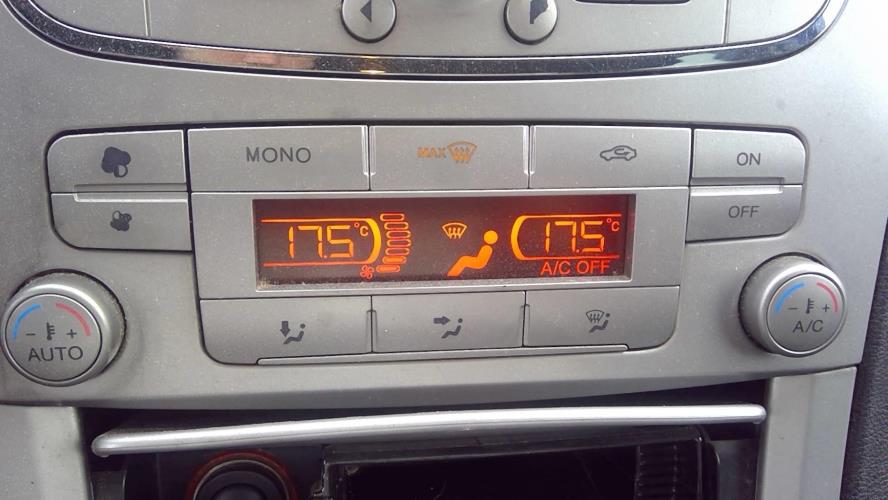 MONO MAX ON
OFF
17.5°C 17.5°C
A/C OFF
- + AUTO
- + A/C